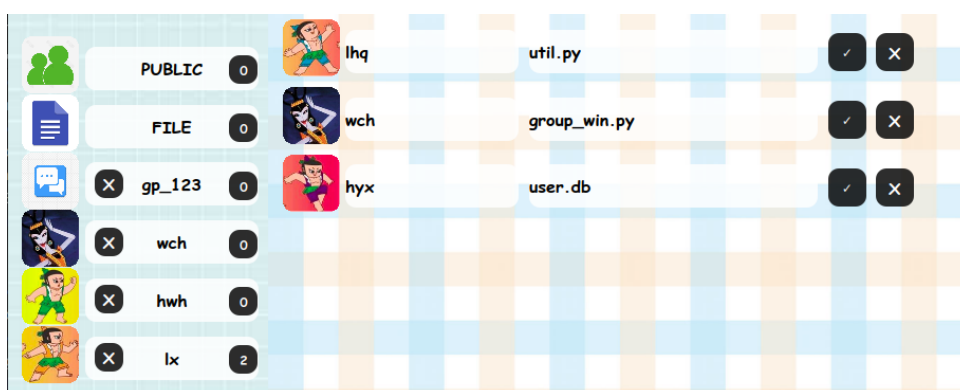 PUBLIC 0
FILE 0
gp_123 0
wch 0
hwh 0
lx 2
lhq util.py
wch group_win.py
hyx user.db